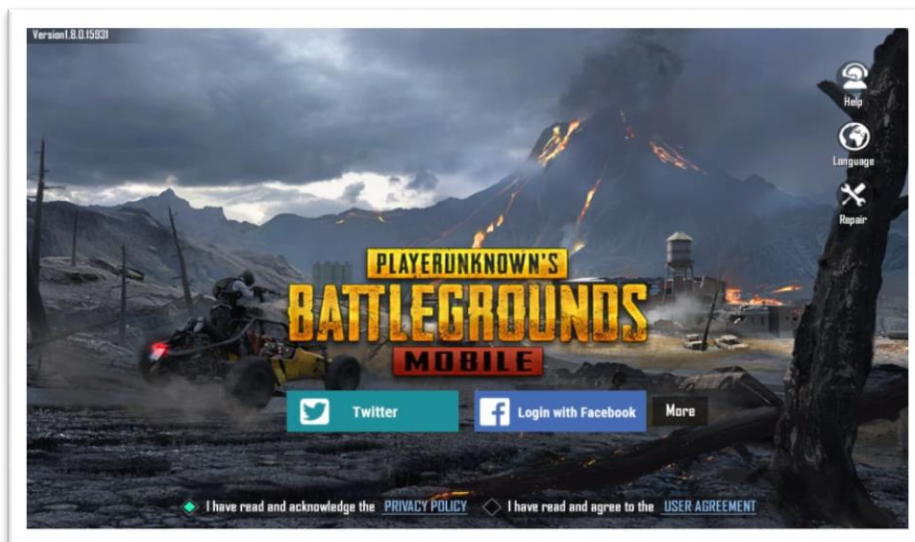 Version1.8.0.15931
Help
Language
Repair
PLAYERUNKNOWN'S
BATTLEGROUNDS
MOBILE
Twitter
Login with Facebook
More
I have read and acknowledge the PRIVACY POLICY I have read and agree to the USER AGREEMENT